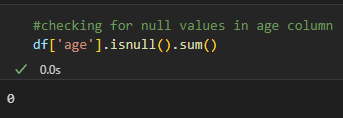 #checking for null values in age column
df['age'].isnull().sum()
✓ 0.0s
0